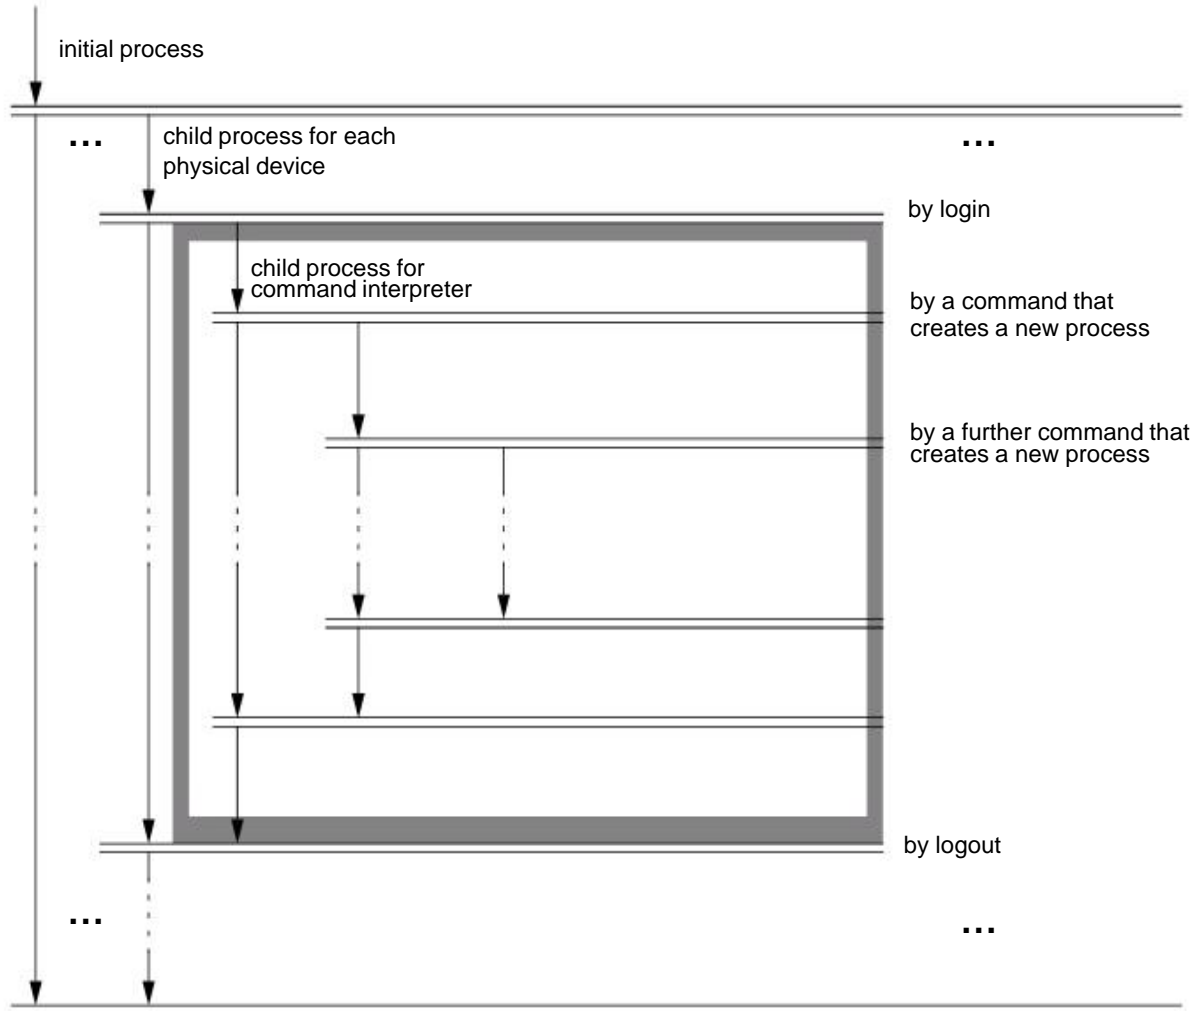 initial process
... child process for each ...
physical device
by login
child process for
command interpreter
by a command that
creates a new process
by a further command that
creates a new process
by logout
... ...